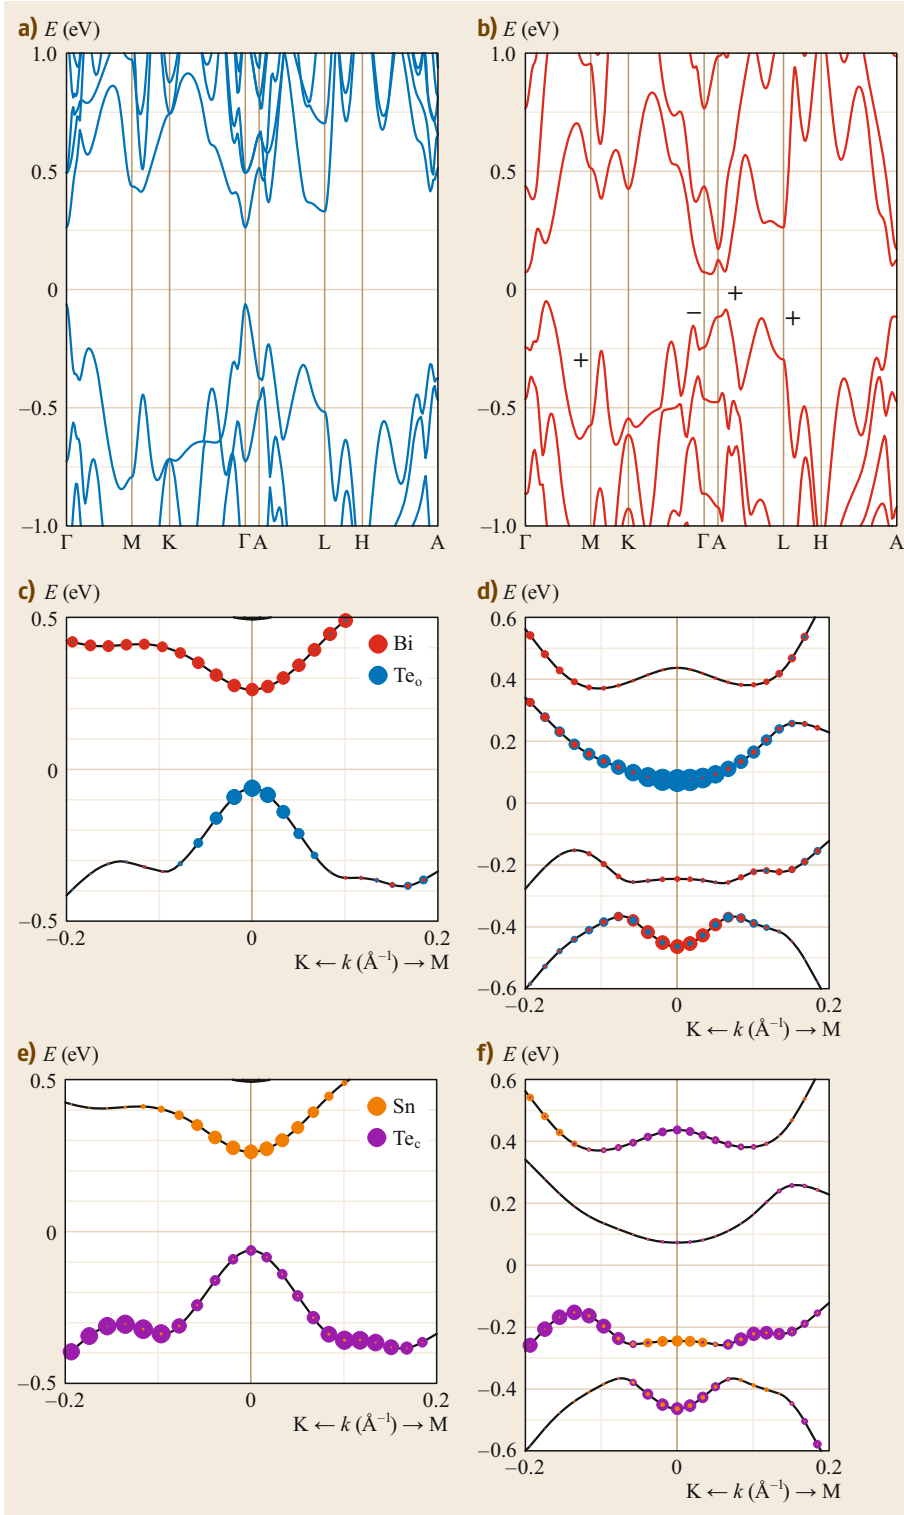 a) E (eV)
1.0
0.5
0
−0.5
−1.0
Γ M K Γ A L H A
b) E (eV)
1.0
0.5
0
−0.5
−1.0
+ − + +
Γ M K Γ A L H A
c) E (eV)
0.5
0
−0.5
−0.2 0 0.2
K ← k (Å⁻¹) → M
Bi
Teₒ
d) E (eV)
0.6
0.4
0.2
0
−0.2
−0.4
−0.6
−0.2 0 0.2
K ← k (Å⁻¹) → M
e) E (eV)
0.5
0
−0.5
−0.2 0 0.2
K ← k (Å⁻¹) → M
Sn
Te_c
f) E (eV)
0.6
0.4
0.2
0
−0.2
−0.4
−0.6
−0.2 0 0.2
K ← k (Å⁻¹) → M